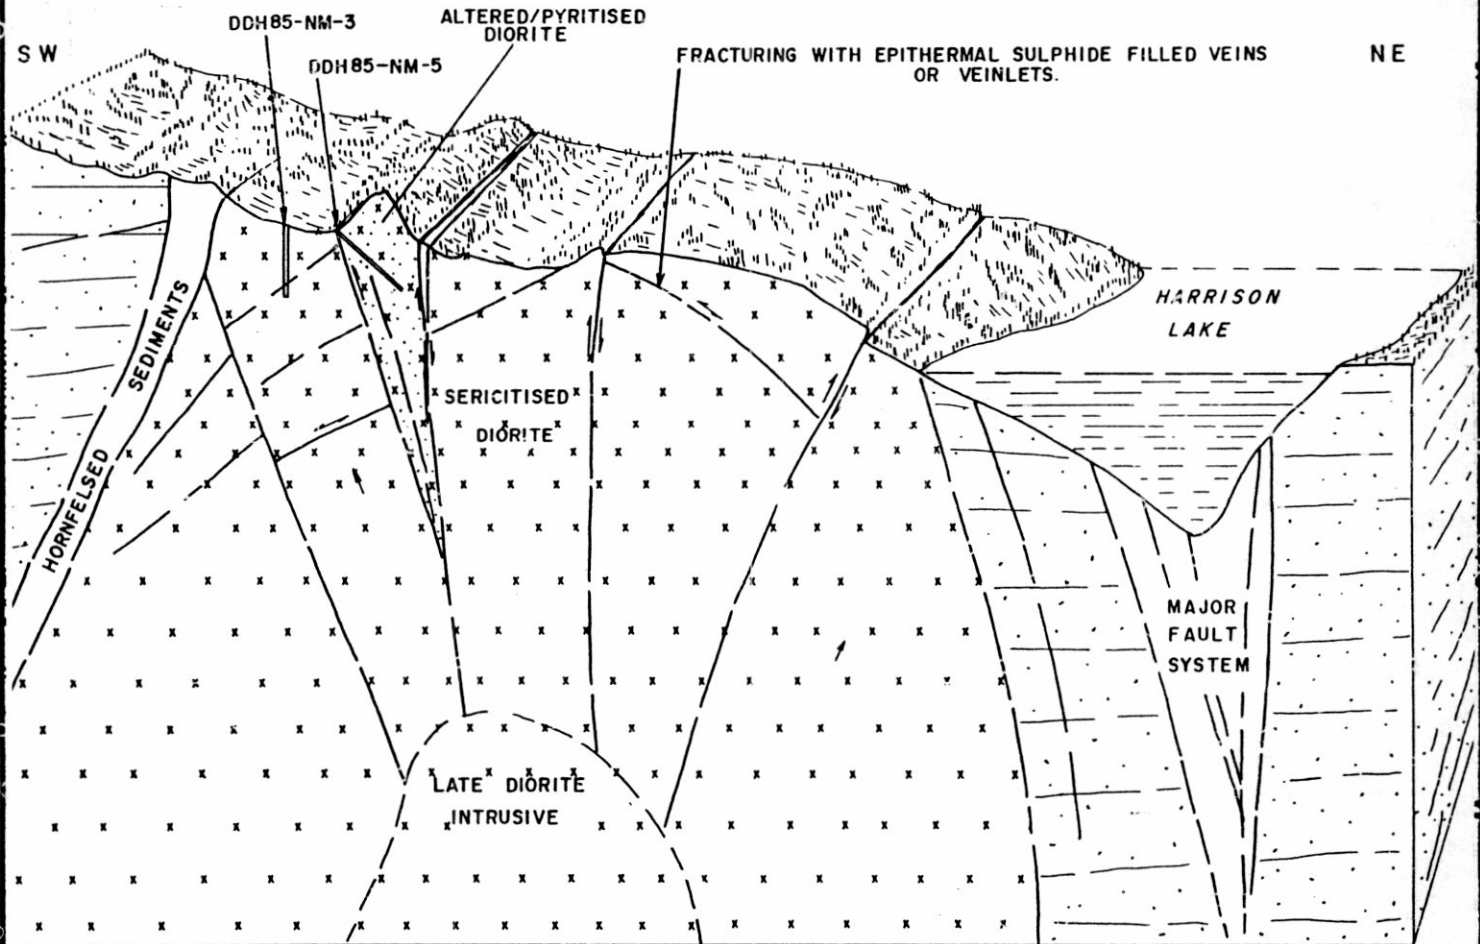 DDH85-NM-3
ALTERED/PYRITISED
DIORITE
SW
DDH85-NM-5
FRACTURING WITH EPITHERMAL SULPHIDE FILLED VEINS
OR VEINLETS.
NE
HARRISON
LAKE
HORNFELSED SEDIMENTS
SERICITISED
DIORITE
MAJOR
FAULT
SYSTEM
LATE DIORITE
INTRUSIVE